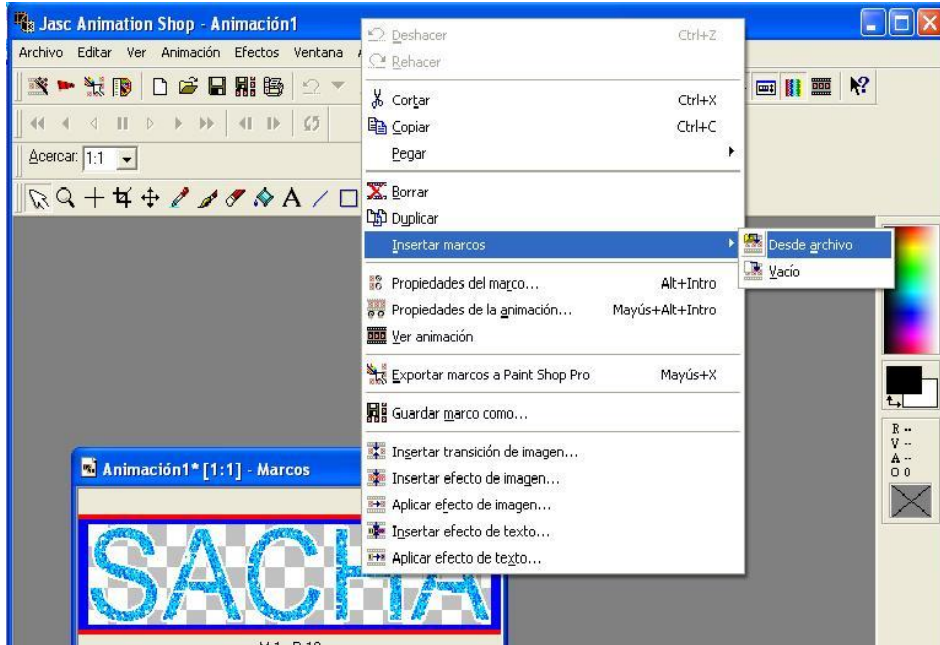 Jasc Animation Shop - Animación1
Archivo Editar Ver Animación Efectos Ventana
Acercar: 1:1
Deshacer Ctrl+Z
Rehacer
Cortar Ctrl+X
Copiar Ctrl+C
Pegar
Borrar
Duplicar
Insertar marcos
Desde archivo
Vacío
Propiedades del marco... Alt+Intro
Propiedades de la animación... Mayús+Alt+Intro
Ver animación
Exportar marcos a Paint Shop Pro Mayús+X
Guardar marco como...
Insertar transición de imagen...
Insertar efecto de imagen...
Aplicar efecto de imagen...
Insertar efecto de texto...
Aplicar efecto de texto...
R --
V --
A --
O 0
Animación1* [1:1] - Marcos
SACHA